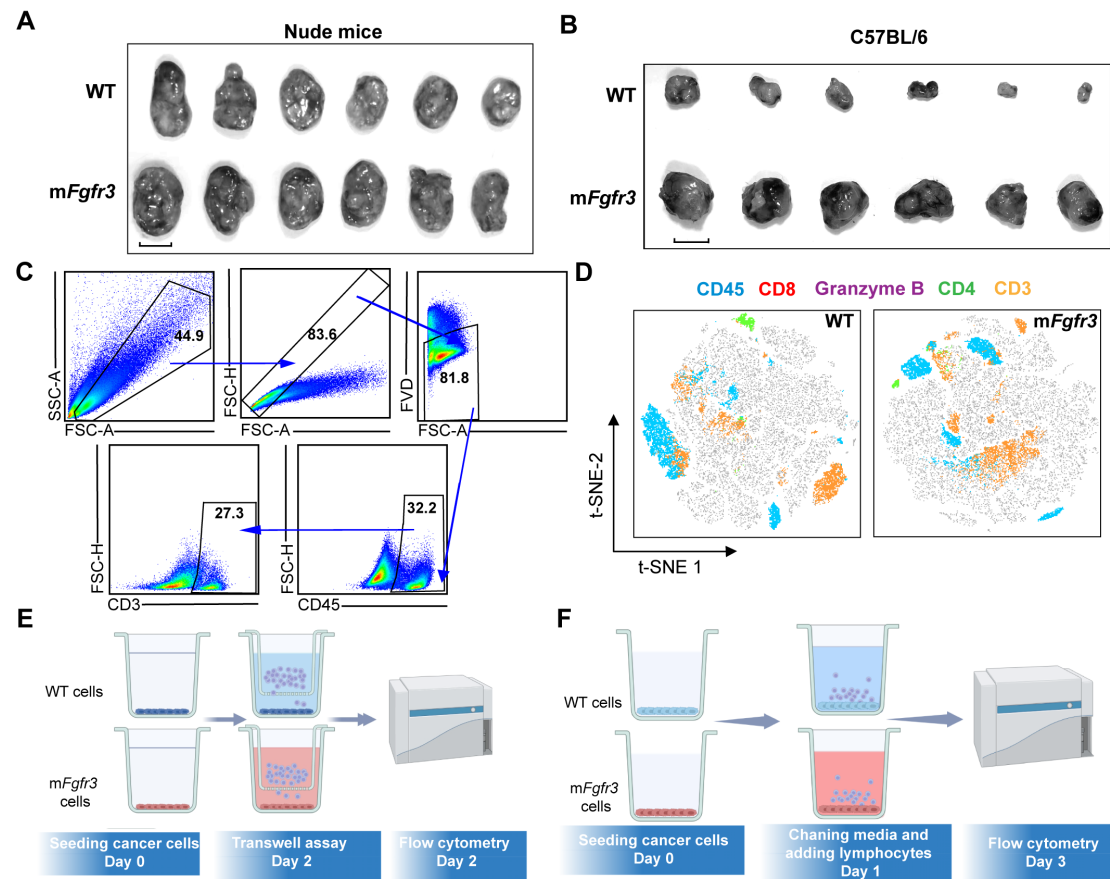 A
Nude mice
WT
mFgfr3
B
C57BL/6
WT
mFgfr3
C
SSC-A
44.9
FSC-A
FSC-H
83.6
FSC-A
FVD
81.8
FSC-A
FSC-H
27.3
CD3
FSC-H
32.2
CD45
D
CD45 CD8 Granzyme B CD4 CD3
WT
mFgfr3
t-SNE-2
t-SNE 1
E
WT cells
mFgfr3
cells
Seeding cancer cells
Day 0
Transwell assay
Day 2
Flow cytometry
Day 2
F
WT cells
mFgfr3
cells
Seeding cancer cells
Day 0
Chaning media and
adding lymphocytes
Day 1
Flow cytometry
Day 3